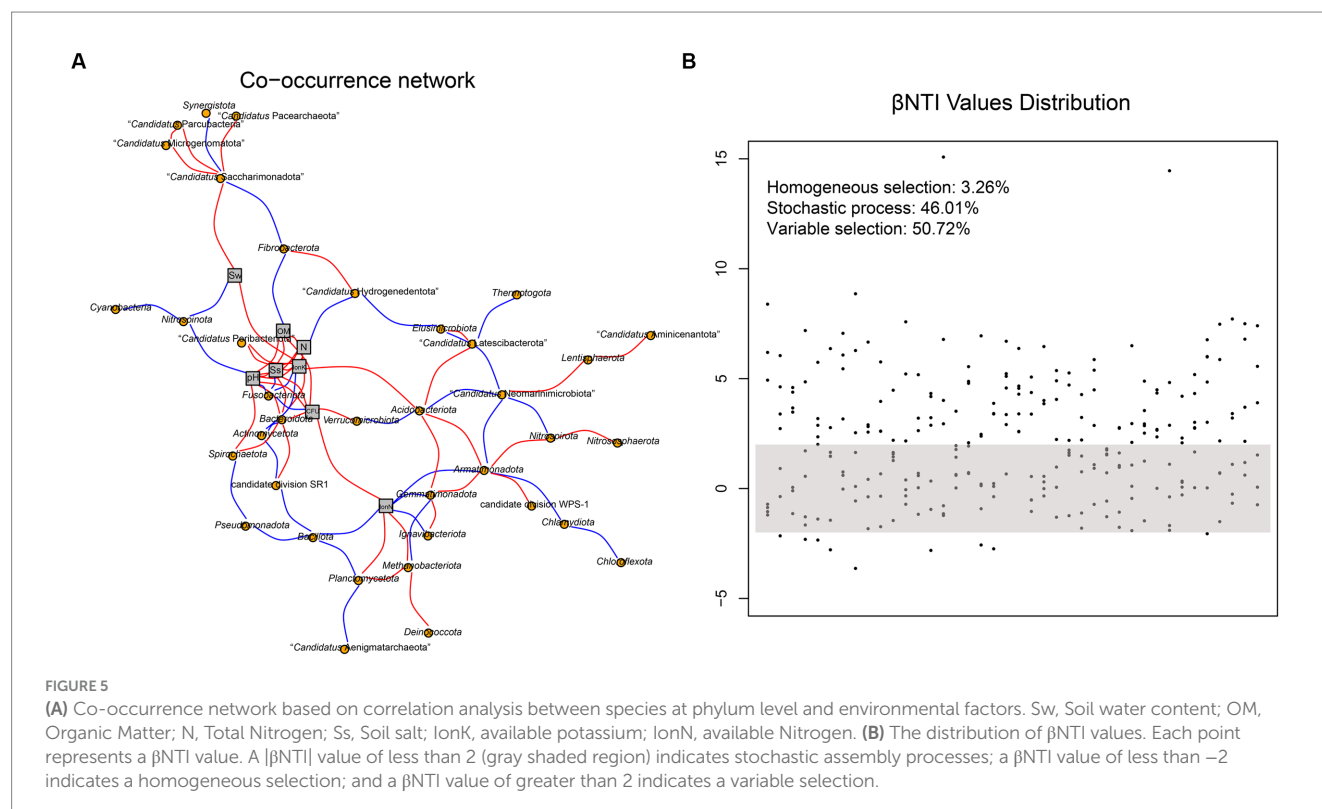 A
Co−occurrence network
Synergistota
"Candidatus Pacearchaeota"
"Candidatus Parcubacteria"
"Candidatus Microgenomatota"
"Candidatus Saccharimonadota"
Fibrobacterota
Sw
"Candidatus Hydrogenedentota"
Thermotogota
Cyanobacteria
Nitrospinota
OM
Elusimicrobiota
"Candidatus Aminicenantota"
"Candidatus Peribacteriota"
N
"Candidatus Latescibacterota"
Lentisphaerota
Ss
IonK
pH
Fusobacteriota
"Candidatus Neomarinimicrobiota"
CFU
Acidobacteriota
Bacteroidota
Verrucomicrobiota
Actinomycetota
Nitrospirota
Nitrososphaerota
Spirochaetota
Armatimonadota
candidate division SR1
Gemmatimonadota
IonN
candidate division WPS-1
Pseudomonadota
Chlamydiota
Bacillota
Ignavibacteriota
Chloroflexota
Methanobacteriota
Planctomycetota
Deinococcota
"Candidatus Aenigmatarchaeota"
B
βNTI Values Distribution
15
Homogeneous selection: 3.26%
Stochastic process: 46.01%
Variable selection: 50.72%
10
5
0
−5
FIGURE 5
(A) Co-occurrence network based on correlation analysis between species at phylum level and environmental factors. Sw, Soil water content; OM,
Organic Matter; N, Total Nitrogen; Ss, Soil salt; IonK, available potassium; IonN, available Nitrogen. (B) The distribution of βNTI values. Each point
represents a βNTI value. A |βNTI| value of less than 2 (gray shaded region) indicates stochastic assembly processes; a βNTI value of less than −2
indicates a homogeneous selection; and a βNTI value of greater than 2 indicates a variable selection.